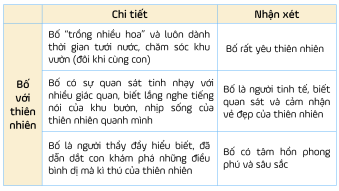 Chi tiết
Nhận xét
Bố
với
thiên
nhiên
Bố "trồng nhiều hoa" và luôn dành
thời gian tưới nước, chăm sóc khu
vườn (đôi khi cùng con)
Bố rất yêu thiên nhiên
Bố có sự quan sát tinh nhạy với
nhiều giác quan, biết lắng nghe tiếng
nói của khu bườn, nhịp sống của
thiên nhiên quanh mình
Bố là người tinh tế, biết
quan sát và cảm nhận
vẻ đẹp của thiên nhiên
Bố là người thầy đầy hiểu biết, đã
dẫn dắt con khám phá những điều
bình dị mà kì thú của thiên nhiên
Bố có tâm hồn phong
phú và sâu sắc